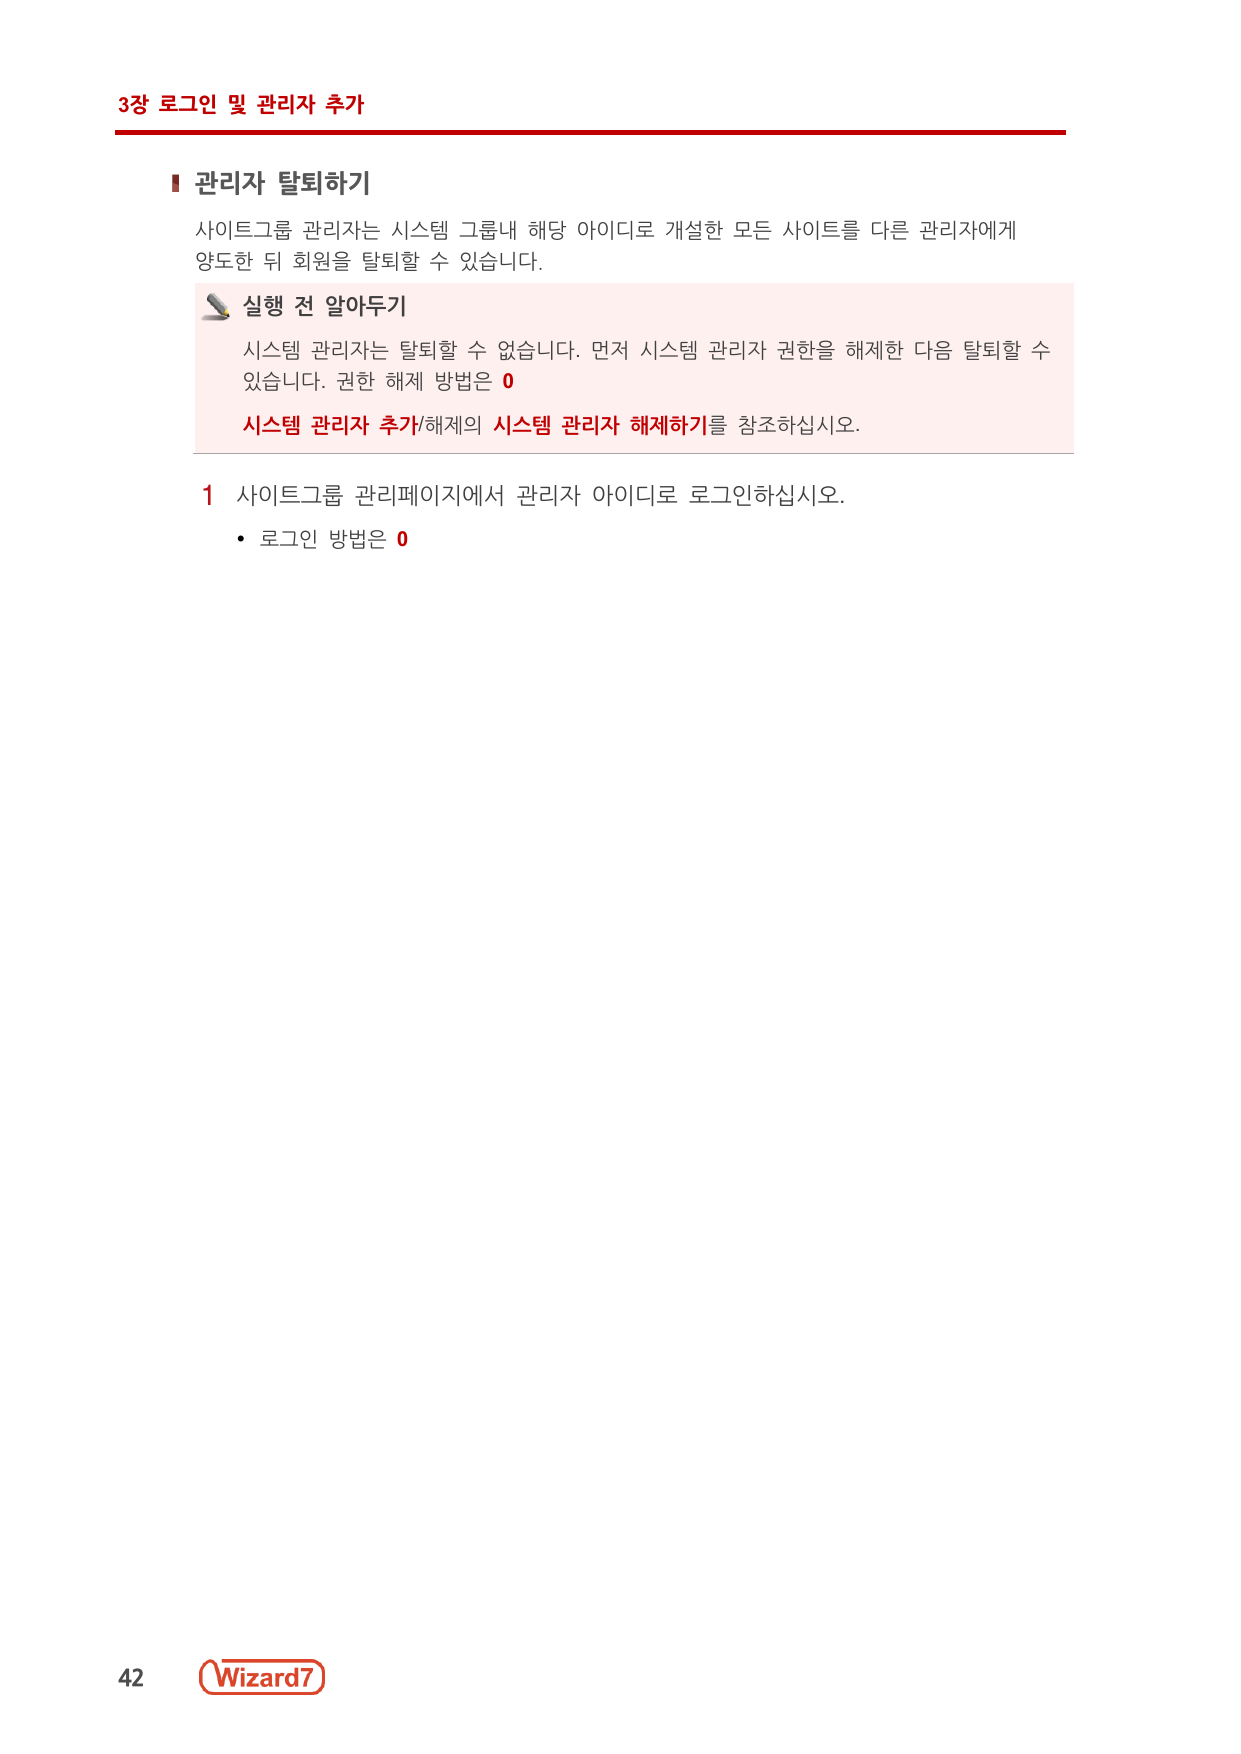 3장 로그인 및 관리자 추가
관리자 탈퇴하기
사이트그룹 관리자는 시스템 그룹내 해당 아이디로 개설한 모든 사이트를 다른 관리자에게
양도한 뒤 회원을 탈퇴할 수 있습니다.
실행 전 알아두기
시스템 관리자는 탈퇴할 수 없습니다. 먼저 시스템 관리자 권한을 해제한 다음 탈퇴할 수
있습니다. 권한 해제 방법은 0
시스템 관리자 추가/해제의 시스템 관리자 해제하기를 참조하십시오.
1 사이트그룹 관리페이지에서 관리자 아이디로 로그인하십시오.
• 로그인 방법은 0
42 Wizard7